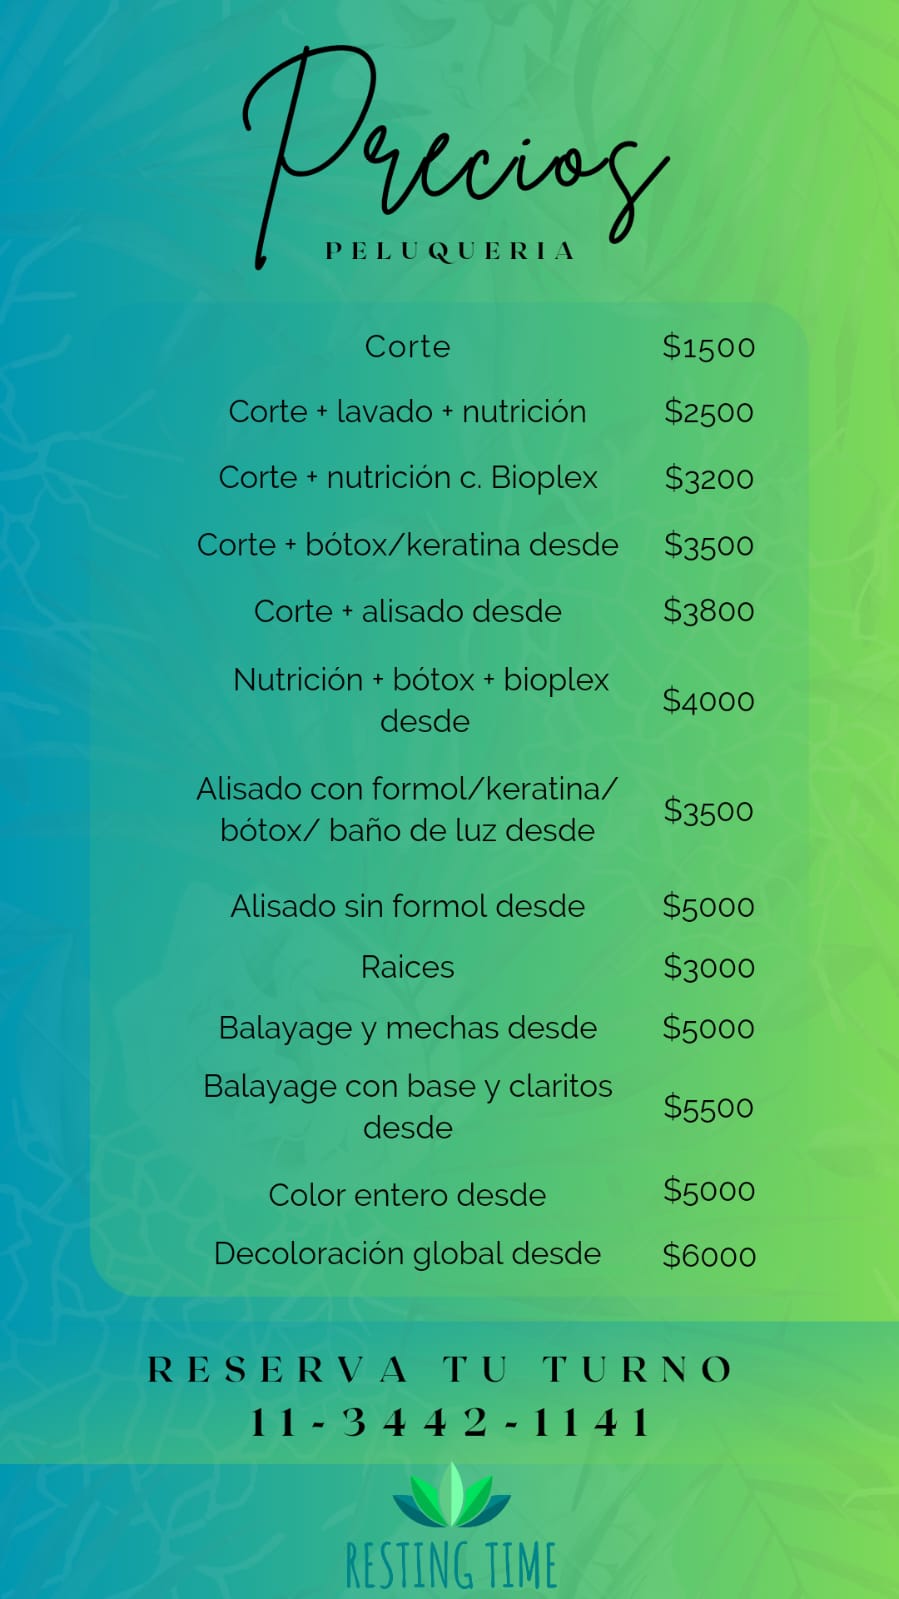 Precios
PELUQUERIA
Corte $1500
Corte + lavado + nutrición $2500
Corte + nutrición c. Bioplex $3200
Corte + bótox/keratina desde $3500
Corte + alisado desde $3800
Nutrición + bótox + bioplex
desde $4000
Alisado con formol/keratina/
bótox/ baño de luz desde $3500
Alisado sin formol desde $5000
Raices $3000
Balayage y mechas desde $5000
Balayage con base y claritos
desde $5500
Color entero desde $5000
Decoloración global desde $6000
RESERVA TU TURNO
11-3442-1141
RESTING TIME